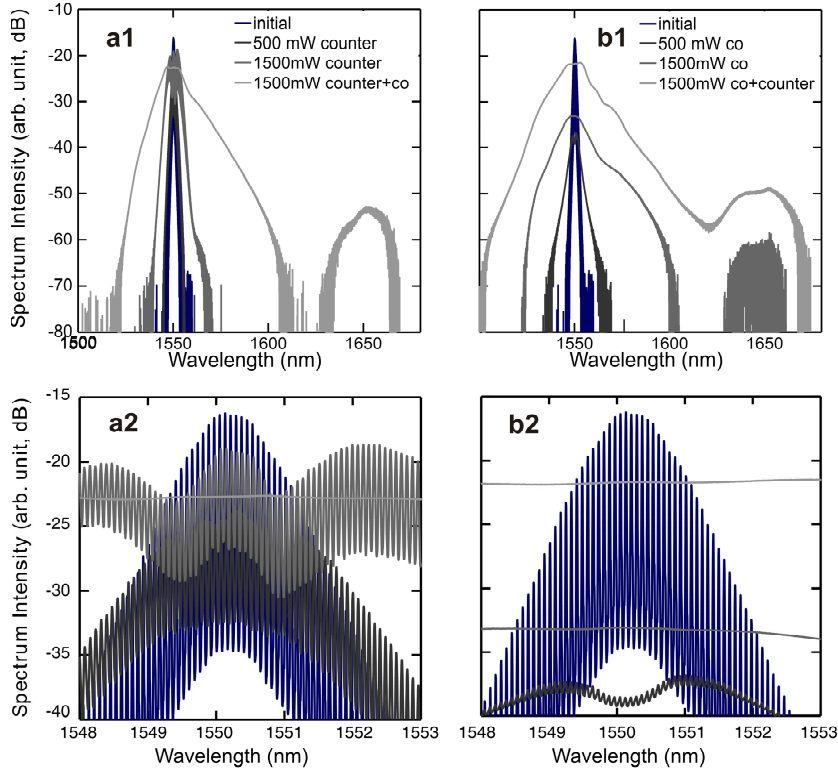 a1
initial
500 mW counter
1500mW counter
1500mW counter+co
Spectrum Intensity (arb. unit, dB)
-10
-20
-30
-40
-50
-60
-70
-80
1500 1550 1600 1650
Wavelength (nm)
b1
initial
500 mW co
1500mW co
1500mW co+counter
1550 1600 1650
Wavelength (nm)
a2
Spectrum Intensity (arb. unit, dB)
-15
-20
-25
-30
-35
-40
1548 1549 1550 1551 1552 1553
Wavelength (nm)
b2
1548 1549 1550 1551 1552 1553
Wavelength (nm)